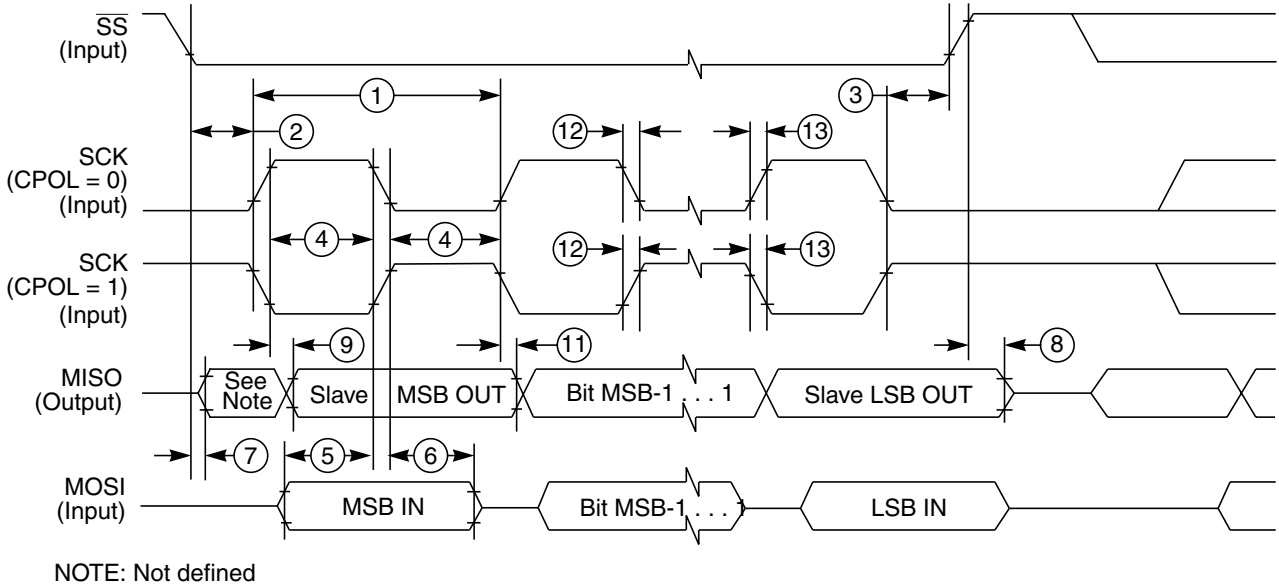 SS
(Input)
1
3
2
12
13
SCK
(CPOL = 0)
(Input)
4
4
12
13
SCK
(CPOL = 1)
(Input)
9
11
8
MISO
(Output)
See
Note
Slave
MSB OUT
Bit MSB-1 . . . 1
Slave LSB OUT
7
5
6
MOSI
(Input)
MSB IN
Bit MSB-1 . . . 1
LSB IN
NOTE: Not defined